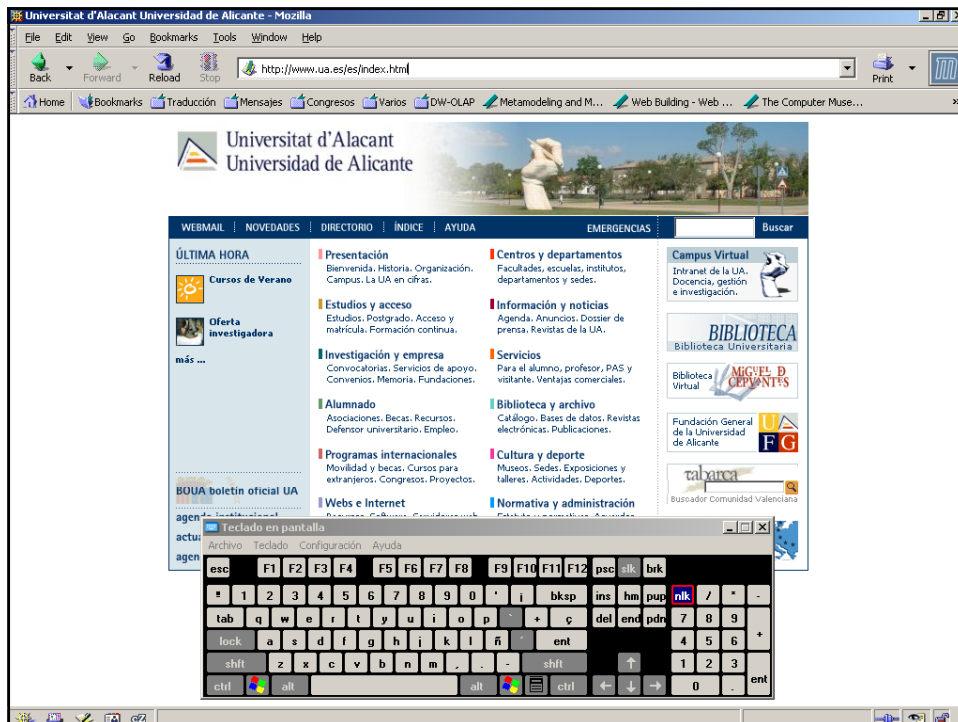 Universitat d'Alacant Universidad de Alicante - Mozilla
File Edit View Go Bookmarks Tools Window Help
Back Forward Reload Stop http://www.ua.es/es/index.html Print
Home Bookmarks Traducción Mensajes Congresos Varios DW-OLAP Metamodeling and M... Web Building - Web ... The Computer Muse...
Universitat d'Alacant
Universidad de Alicante
WEBMAIL NOVEDADES DIRECTORIO ÍNDICE AYUDA EMERGENCIAS Buscar
ÚLTIMA HORA
Cursos de Verano
Oferta
investigadora
más ...
BOUA boletín oficial UA
agenda institucional
actua
agen
Presentación
Bienvenida. Historia. Organización.
Campus. La UA en cifras.
Estudios y acceso
Estudios. Postgrado. Acceso y
matrícula. Formación continua.
Investigación y empresa
Convocatorias. Servicios de apoyo.
Convenios. Memoria. Fundaciones.
Alumnado
Asociaciones. Becas. Recursos.
Defensor universitario. Empleo.
Programas internacionales
Movilidad y becas. Cursos para
extranjeros. Congresos. Proyectos.
Webs e Internet
Recursos. Software. Servidores web
Centros y departamentos
Facultades, escuelas, institutos,
departamentos y sedes.
Información y noticias
Agenda. Anuncios. Dossier de
prensa. Revistas de la UA.
Servicios
Para el alumno, profesor, PAS y
visitante. Ventajas comerciales.
Biblioteca y archivo
Catálogo. Bases de datos. Revistas
electrónicas. Publicaciones.
Cultura y deporte
Museos. Sedes. Exposiciones y
talleres. Actividades. Deportes.
Normativa y administración
Estatuto y normativas. Acuerdos
Campus Virtual
Intranet de la UA.
Docencia, gestión
e investigación.
BIBLIOTECA
Biblioteca Universitaria
Biblioteca
Virtual
MIGUEL D
CERVANTES
Fundación General
de la Universidad
de Alicante
U
F G
tabarca
Buscador Comunidad Valenciana
Teclado en pantalla
Archivo Teclado Configuración Ayuda
esc F1 F2 F3 F4 F5 F6 F7 F8 F9 F10 F11 F12 psc slk brk
º 1 2 3 4 5 6 7 8 9 0 ' ¡ bksp ins hm pup nlk / * -
tab q w e r t y u i o p ` + ç del end pdn 7 8 9 +
lock a s d f g h j k l ñ ´ ent 4 5 6
shft z x c v b n m , . - shft ↑ 1 2 3 ent
ctrl alt alt ctrl ← ↓ → 0 .